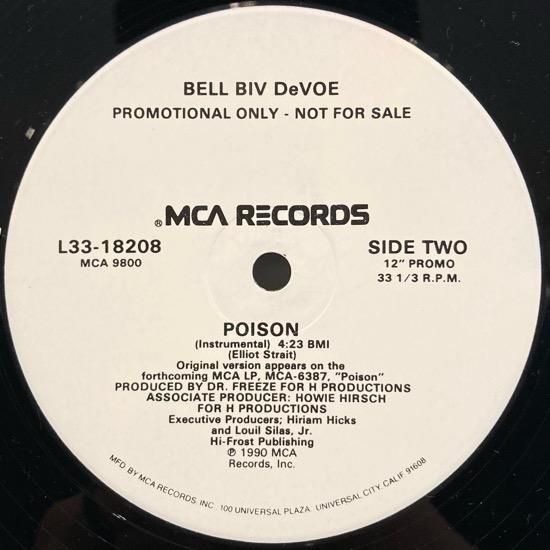 BELL BIV DeVOE
PROMOTIONAL ONLY - NOT FOR SALE
® MCA RECORDS
L33-18208
MCA 9800
SIDE TWO
12" PROMO
33 1/3 R.P.M.
POISON
(Instrumental) 4:23 BMI
(Elliot Strait)
Original version appears on the
forthcoming MCA LP, MCA-6387, "Poison"
PRODUCED BY DR. FREEZE FOR H PRODUCTIONS
ASSOCIATE PRODUCER: HOWIE HIRSCH
FOR H PRODUCTIONS
Executive Producers; Hiriam Hicks
and Louil Silas, Jr.
Hi-Frost Publishing
℗ 1990 MCA
Records, Inc.
MFD BY MCA RECORDS, INC., 100 UNIVERSAL PLAZA, UNIVERSAL CITY, CALIF. 91608